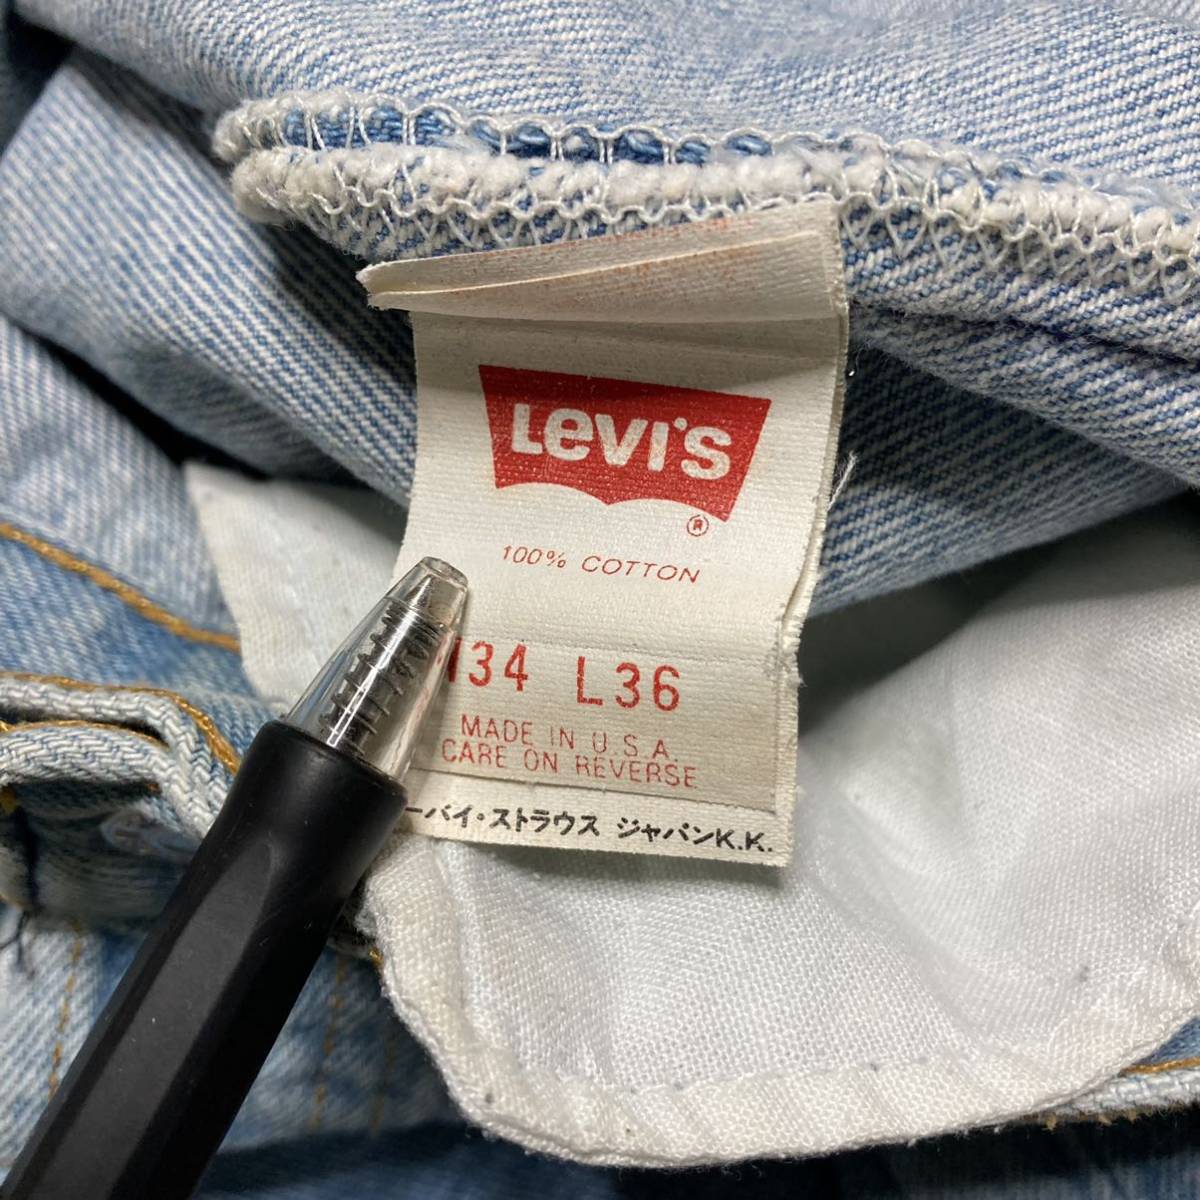 LEVI'S
®
100% COTTON
34 L36
MADE IN U.S.A.
CARE ON REVERSE
ーバイ・ストラウス ジャパンK.K.